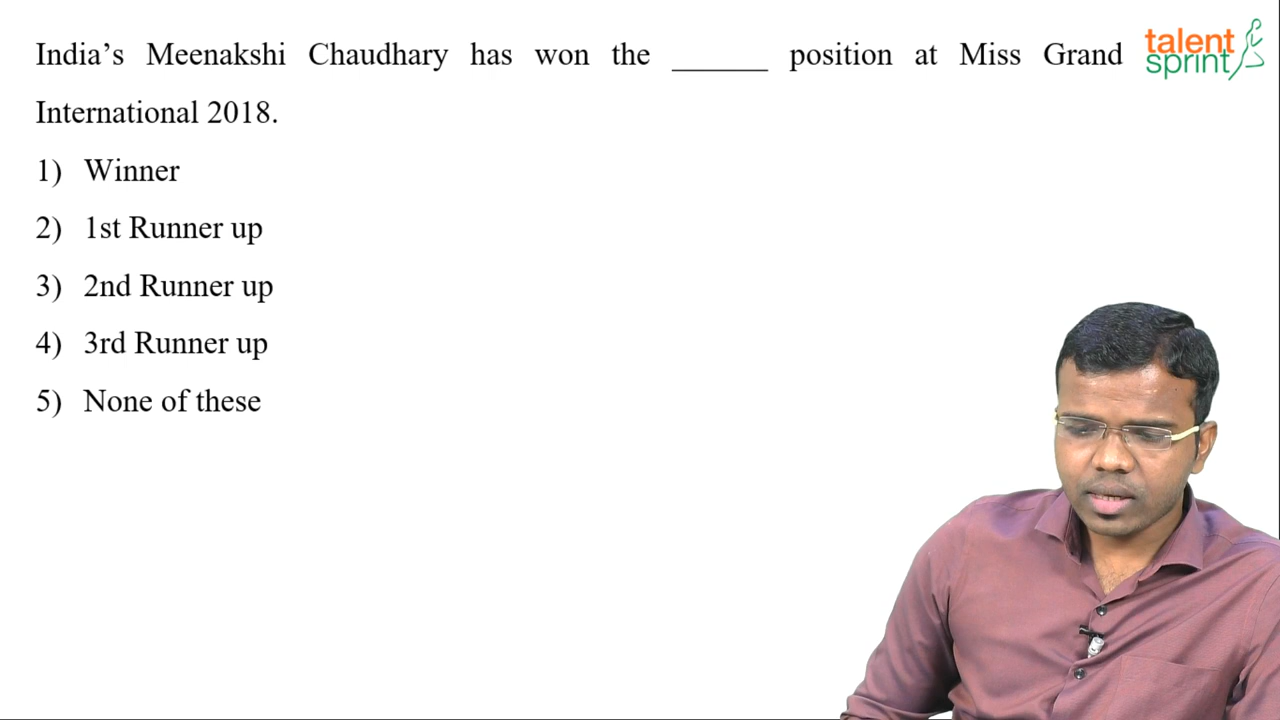 India’s Meenakshi Chaudhary has won the ______ position at Miss Grand
International 2018.
1) Winner
2) 1st Runner up
3) 2nd Runner up
4) 3rd Runner up
5) None of these
talent
sprint